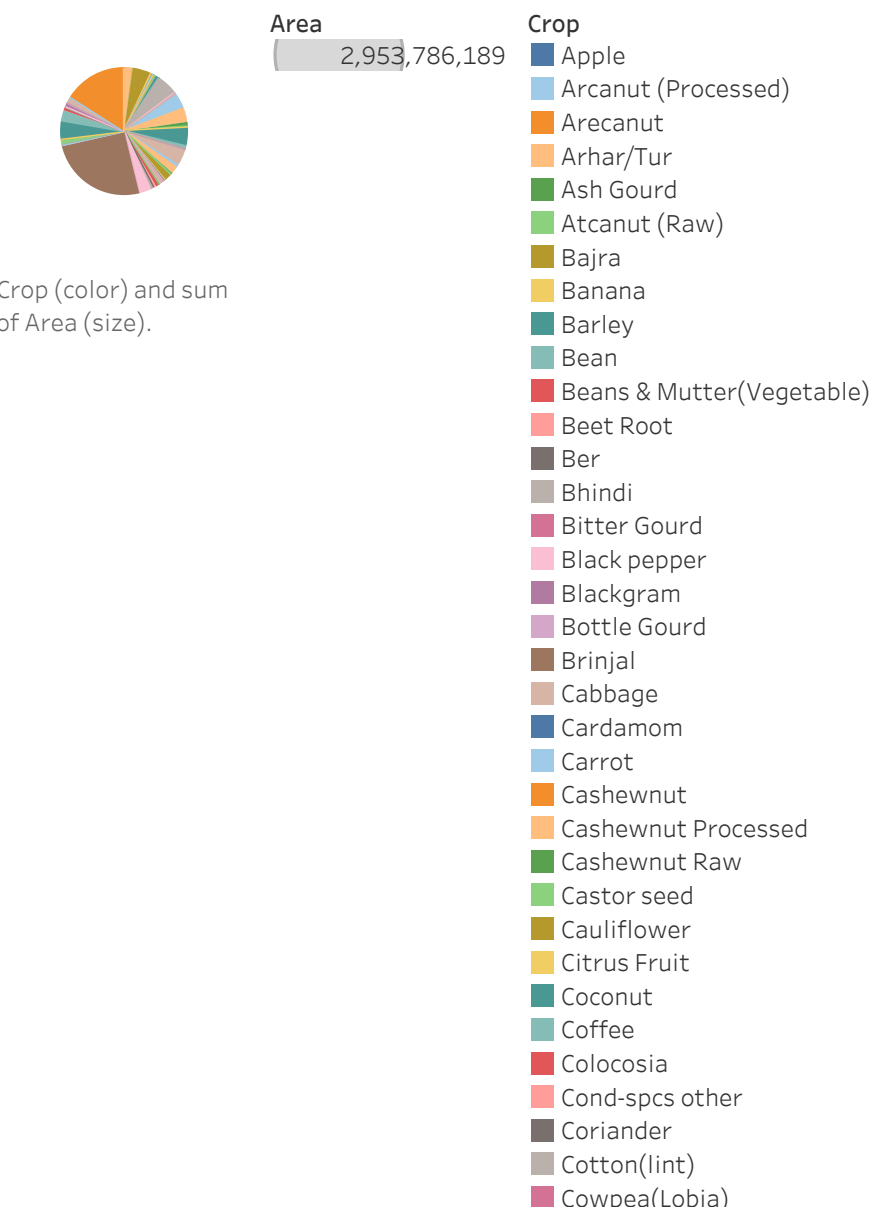 Area
2,953,786,189
Crop (color) and sum
of Area (size).
Crop
Apple
Arcanut (Processed)
Arecanut
Arhar/Tur
Ash Gourd
Atcanut (Raw)
Bajra
Banana
Barley
Bean
Beans & Mutter(Vegetable)
Beet Root
Ber
Bhindi
Bitter Gourd
Black pepper
Blackgram
Bottle Gourd
Brinjal
Cabbage
Cardamom
Carrot
Cashewnut
Cashewnut Processed
Cashewnut Raw
Castor seed
Cauliflower
Citrus Fruit
Coconut
Coffee
Colocosia
Cond-spcs other
Coriander
Cotton(lint)
Cowpea(Lobia)